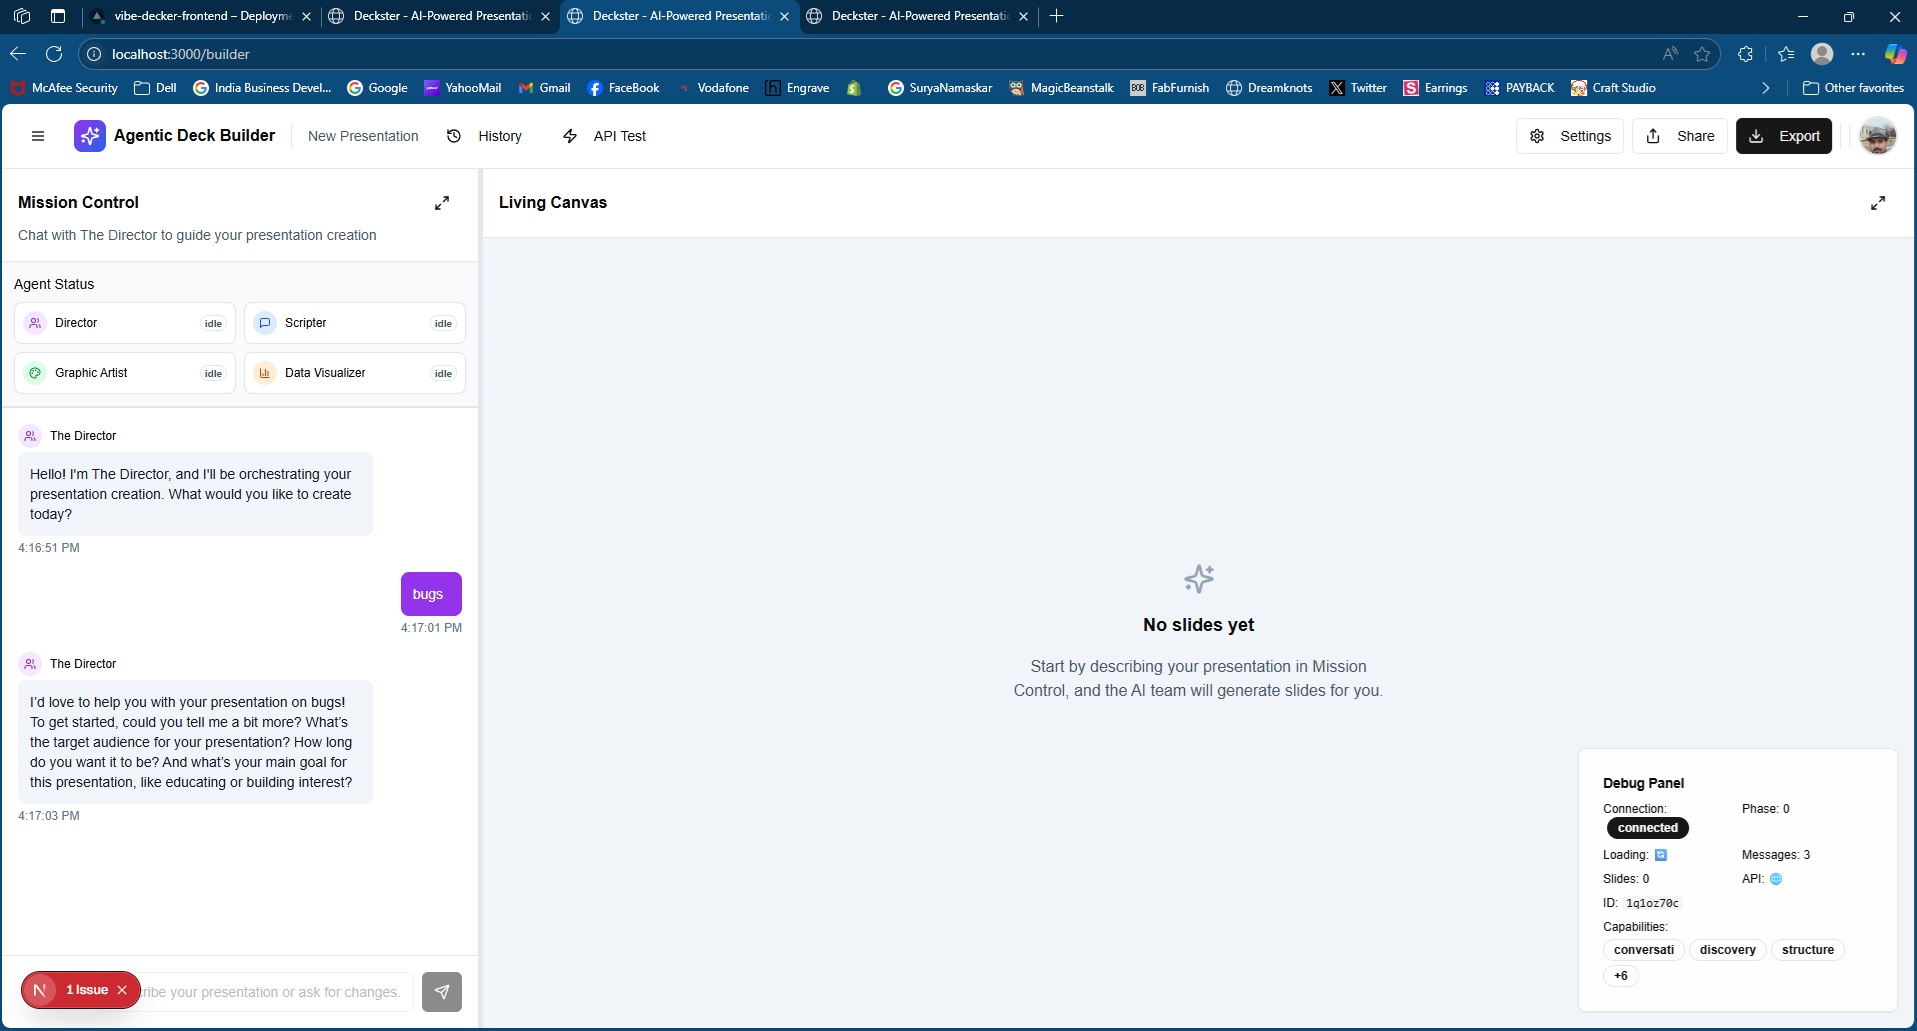 vibe-decker-frontend – Deployme
Deckster - AI-Powered Presentati
Deckster - AI-Powered Presentati
Deckster - AI-Powered Presentati
localhost:3000/builder
McAfee Security
Dell
India Business Devel...
Google
YahooMail
Gmail
FaceBook
Vodafone
Engrave
SuryaNamaskar
MagicBeanstalk
FabFurnish
Dreamknots
Twitter
Earrings
PAYBACK
Craft Studio
Other favorites
Agentic Deck Builder
New Presentation
History
API Test
Settings
Share
Export
Mission Control
Chat with The Director to guide your presentation creation
Agent Status
Director idle
Scripter idle
Graphic Artist idle
Data Visualizer idle
The Director
Hello! I'm The Director, and I'll be orchestrating your
presentation creation. What would you like to create
today?
4:16:51 PM
bugs
4:17:01 PM
The Director
I'd love to help you with your presentation on bugs!
To get started, could you tell me a bit more? What's
the target audience for your presentation? How long
do you want it to be? And what's your main goal for
this presentation, like educating or building interest?
4:17:03 PM
N 1 Issue
ribe your presentation or ask for changes.
Living Canvas
No slides yet
Start by describing your presentation in Mission
Control, and the AI team will generate slides for you.
Debug Panel
Connection:
connected
Phase: 0
Loading:
Messages: 3
Slides: 0
API:
ID: 1q1oz70c
Capabilities:
conversati discovery structure
+6